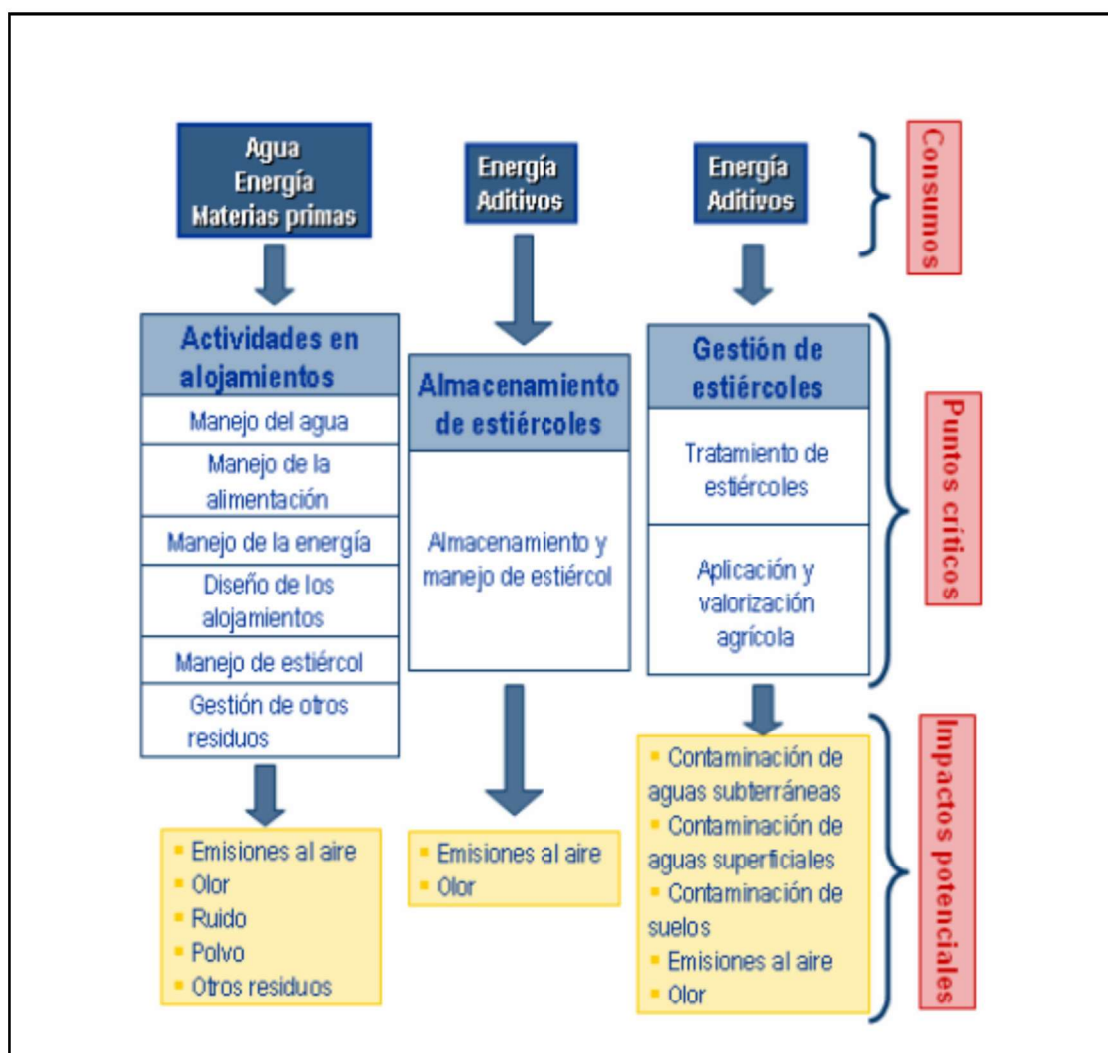 Agua
Energía
Materias primas
Energía
Aditivos
Energía
Aditivos
Consumos
Actividades en
alojamientos
Manejo del agua
Manejo de la
alimentación
Manejo de la energía
Diseño de los
alojamientos
Manejo de estiércol
Gestión de otros
residuos
Almacenamiento
de estiércoles
Almacenamiento y
manejo de estiércol
Gestión de
estiércoles
Tratamiento de
estiércoles
Aplicación y
valorización
agrícola
Puntos críticos
▪ Emisiones al aire
▪ Olor
▪ Ruido
▪ Polvo
▪ Otros residuos
▪ Emisiones al aire
▪ Olor
▪ Contaminación de
aguas subterráneas
▪ Contaminación de
aguas superficiales
▪ Contaminación de
suelos
▪ Emisiones al aire
▪ Olor
Impactos potenciales